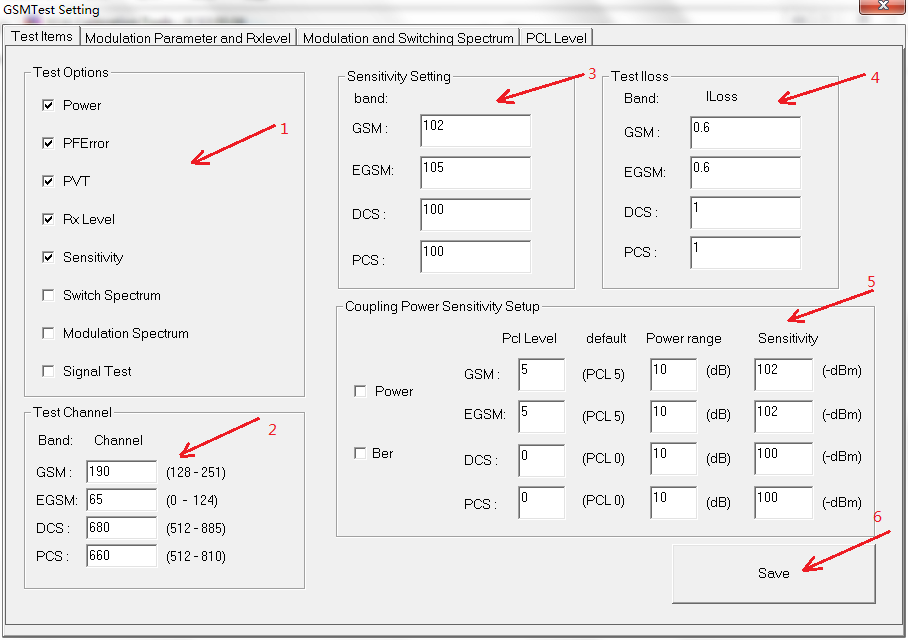 GSMTest Setting
Test Items
Modulation Parameter and Rxlevel
Modulation and Switching Spectrum
PCL Level
Test Options
Power
PFError
PVT
Rx Level
Sensitivity
Switch Spectrum
Modulation Spectrum
Signal Test
1
Test Channel
Band: Channel
2
GSM : 190 (128 - 251)
EGSM: 65 (0 - 124)
DCS : 680 (512 - 885)
PCS : 660 (512 - 810)
Sensitivity Setting
3
band:
GSM : 102
EGSM: 105
DCS : 100
PCS : 100
Test Iloss
4
Band: ILoss
GSM : 0.6
EGSM: 0.6
DCS : 1
PCS : 1
5
Coupling Power Sensitivity Setup
Pcl Level default Power range Sensitivity
Power
Ber
GSM : 5 (PCL 5) 10 (dB) 102 (-dBm)
EGSM: 5 (PCL 5) 10 (dB) 102 (-dBm)
DCS : 0 (PCL 0) 10 (dB) 100 (-dBm)
PCS : 0 (PCL 0) 10 (dB) 100 (-dBm)
6
Save